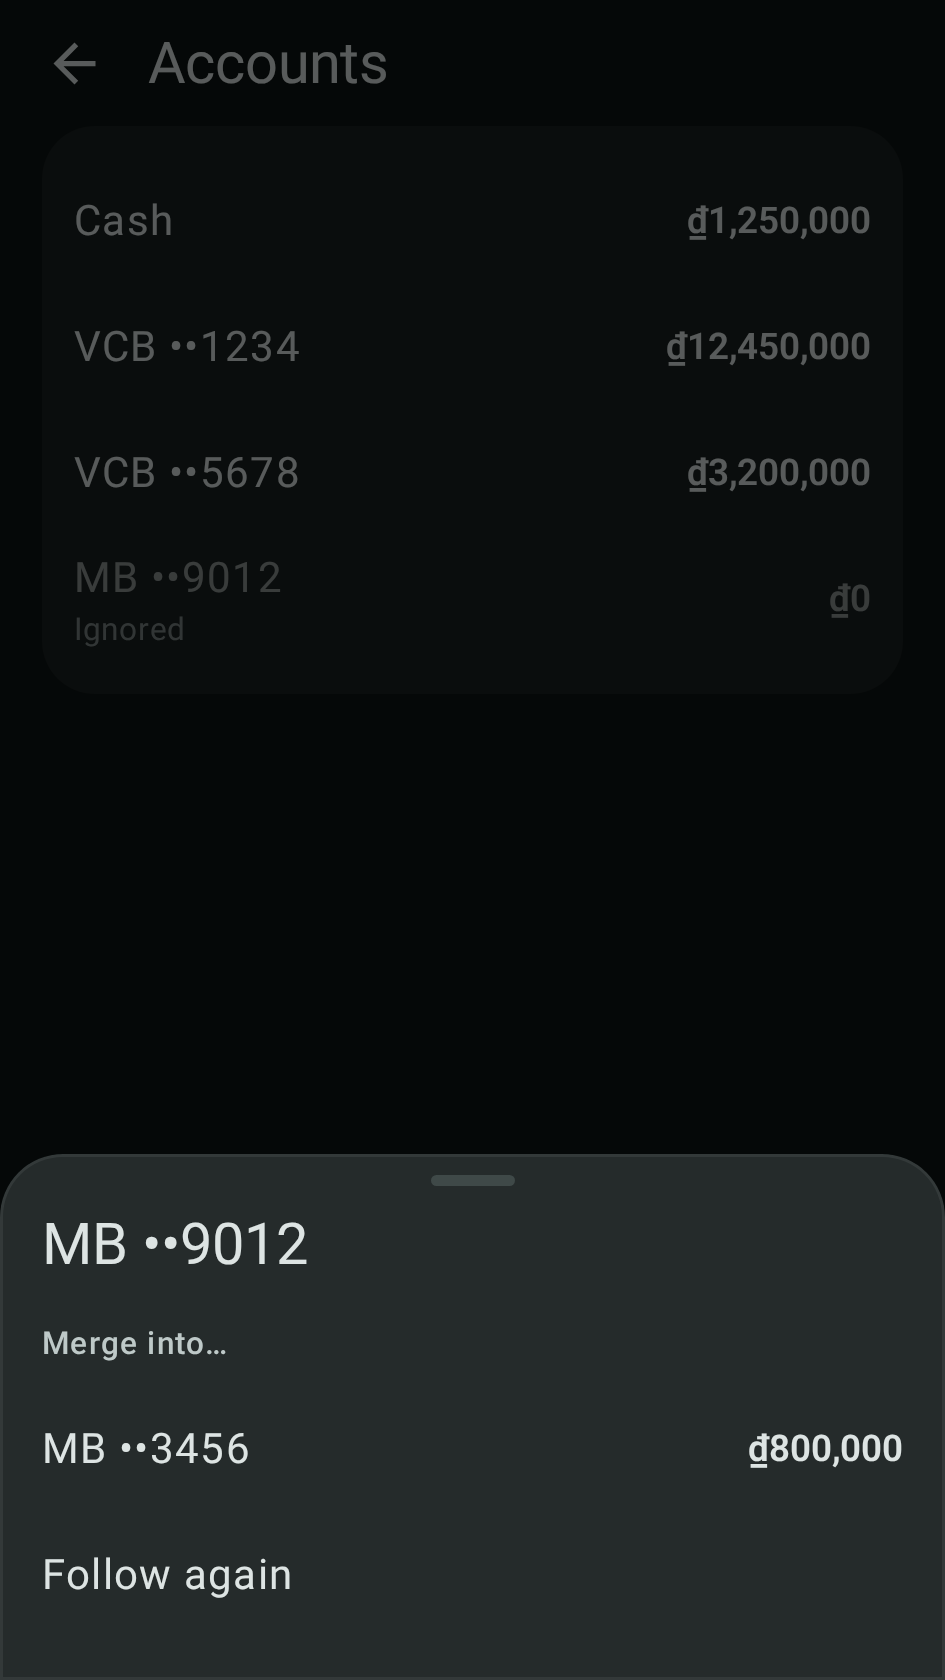 Accounts
Cash ₫1,250,000
VCB ••1234 ₫12,450,000
VCB ••5678 ₫3,200,000
MB ••9012 ₫0
Ignored
MB ••9012
Merge into…
MB ••3456 ₫800,000
Follow again